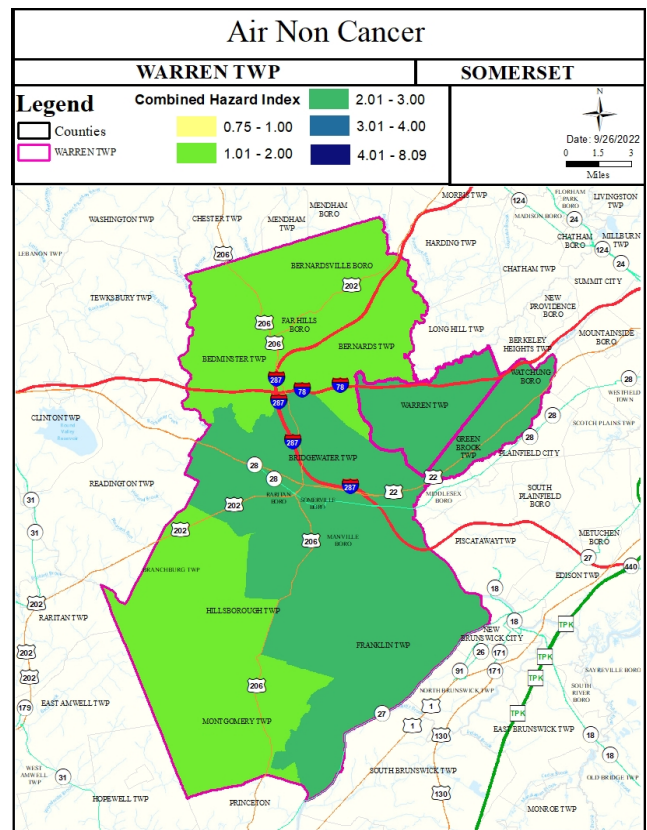 Air Non Cancer
WARREN TWP
SOMERSET
Legend
Counties
WARREN TWP
Combined Hazard Index
0.75 - 1.00
1.01 - 2.00
2.01 - 3.00
3.01 - 4.00
4.01 - 8.09
N
Date: 9/26/2022
0 1.5 3
Miles
MORRIS TWP
FLORHAM
PARK
BORO
LIVINGSTON
TWP
MENDHAM
BORO
124
MADISON BORO
24
WASHINGTON TWP
CHESTER TWP
MENDHAM
TWP
CHATHAM
BORO
MILLBURN
TWP
HARDING TWP
124
206
LEBANON TWP
24
BERNARDSVILLE BORO
CHATHAM TWP
SUMMIT CITY
202
TEWKSBURY TWP
NEW
PROVIDENCE
BORO
206
FAR HILLS
BORO
LONG HILL TWP
MOUNTAINSIDE
BORO
206
BERNARDS TWP
BERKELEY
HEIGHTS TWP
BEDMINSTER TWP
WATCHUNG
BORO
287
78
78
28
WESTFIELD
TOWN
287
WARREN TWP
28
CLINTON TWP
Round
Valley
Reservoir
SCOTCH PLAINS TWP
287
28
GREEN
BROOK
TWP
PLAINFIELD CITY
BRIDGEWATER TWP
28
28
22
READINGTON TWP
287
22
MIDDLESEX
BORO
SOUTH
PLAINFIELD
BORO
31
RARITAN
BORO
SOMERVILLE
BORO
202
202
31
206
MANVILLE
BORO
PISCATAWAY TWP
METUCHEN
BORO
27
440
BRANCHBURG TWP
EDISON TWP
18
202
HILLSBOROUGH TWP
RARITAN TWP
18
TPK
NEW
BRUNSWICK CITY
FRANKLIN TWP
202
26
171
TPK
202
91
171
SAYREVILLE BORO
206
NORTH BRUNSWICK TWP
TPK
SOUTH
RIVER
BORO
179
EAST AMWELL TWP
27
1
TPK
MONTGOMERY TWP
1
EAST BRUNSWICK TWP
130
18
18
WEST
AMWELL
TWP
31
SOUTH BRUNSWICK TWP
OLD BRIDGE TWP
HOPEWELL TWP
PRINCETON
130
MONROE TWP